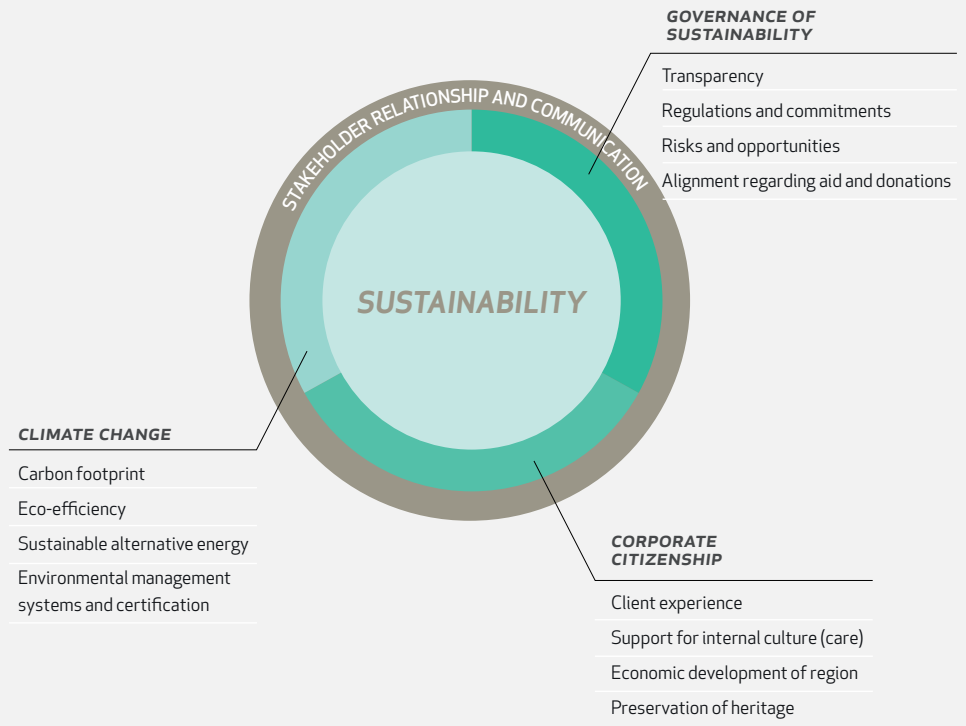 GOVERNANCE OF
SUSTAINABILITY
Transparency
Regulations and commitments
Risks and opportunities
Alignment regarding aid and donations
STAKEHOLDER RELATIONSHIP AND COMMUNICATION
SUSTAINABILITY
CLIMATE CHANGE
Carbon footprint
Eco-efficiency
Sustainable alternative energy
Environmental management
systems and certification
CORPORATE
CITIZENSHIP
Client experience
Support for internal culture (care)
Economic development of region
Preservation of heritage